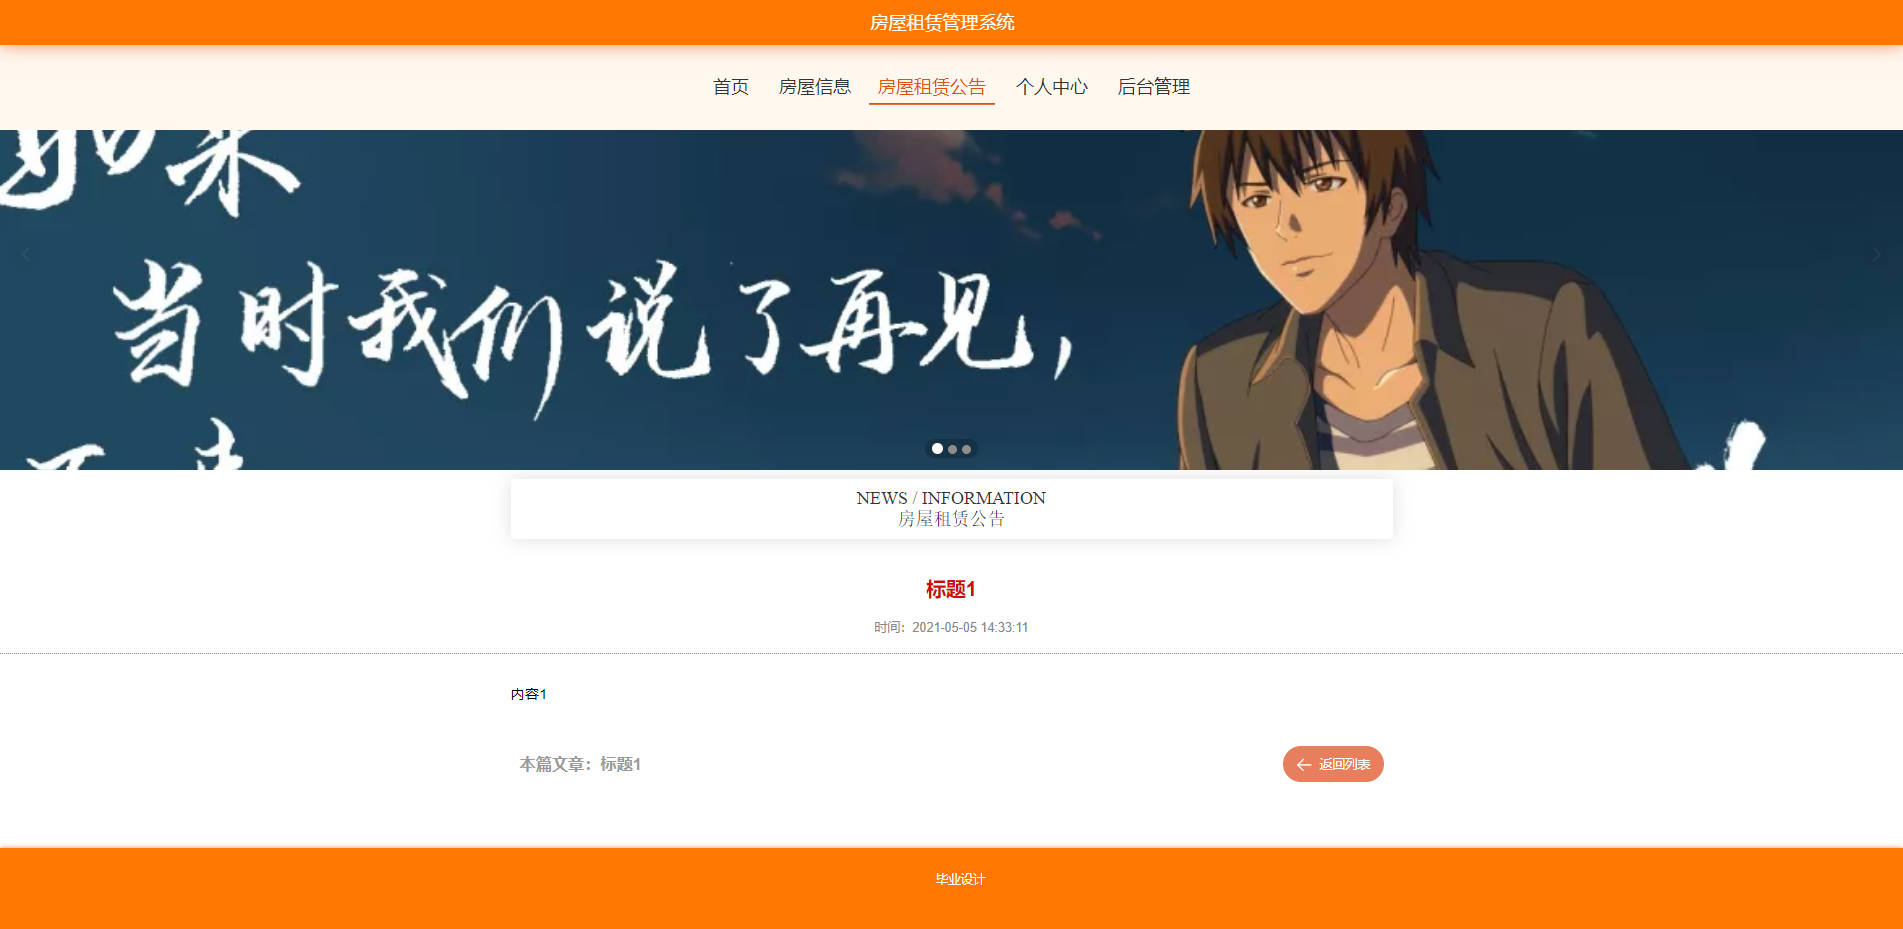 房屋租赁管理系统
首页 房屋信息 房屋租赁公告 个人中心 后台管理
如果
当时我们说了再见，
NEWS / INFORMATION
房屋租赁公告
标题1
时间：2021-05-05 14:33:11
内容1
本篇文章：标题1
返回列表
毕业设计